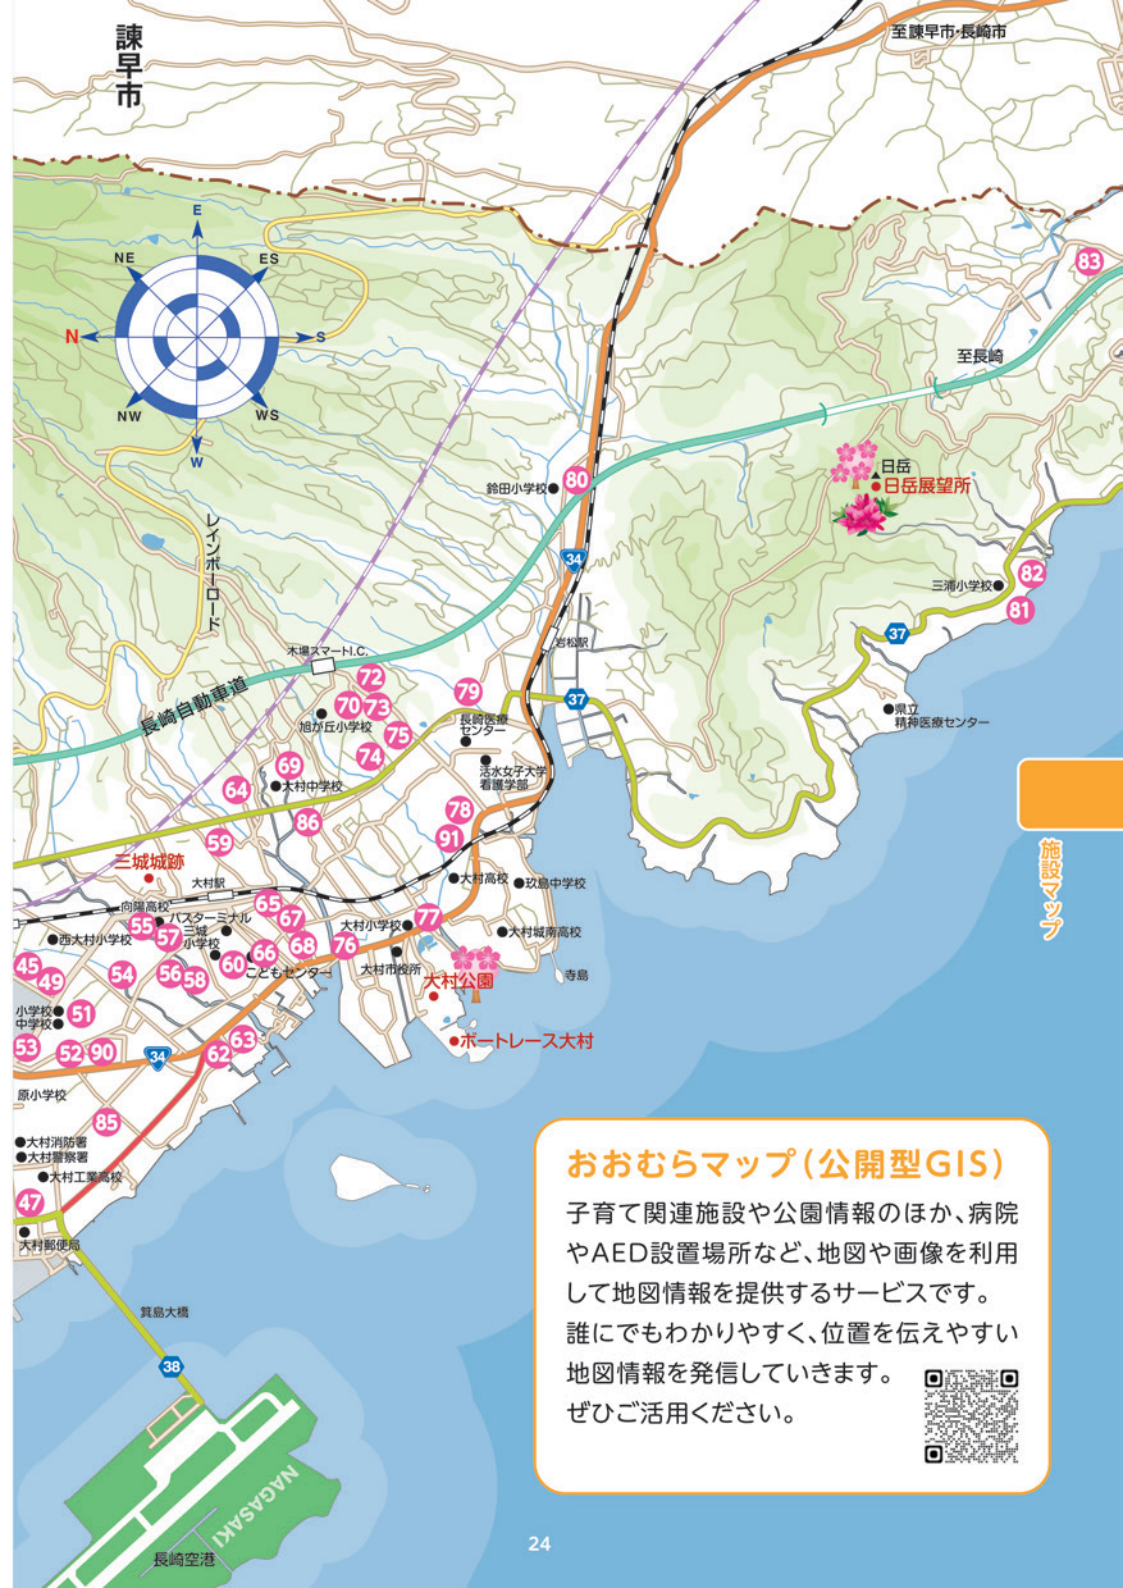 諫早市
至諫早市・長崎市
E
NE
ES
N
S
NW
WS
W
83
至長崎
日岳
日岳展望所
鈴田小学校
80
34
レインボーロード
三浦小学校
82
81
37
岩松駅
木場スマートI.C.
長崎自動車道
72
70
73
旭が丘小学校
75
74
79
37
長崎医療
センター
県立
精神医療センター
活水女子大学
看護学部
69
64
大村中学校
86
78
91
59
三城城跡
大村駅
大村高校
玖島中学校
向陽高校
バスターミナル
55
57
三城
小学校
65
67
68
大村小学校
77
大村城南高校
西大村小学校
45
49
54
56
58
60
66
こどもセンター
76
大村市役所
大村公園
寺島
小学校
中学校
51
53
52
90
34
62
63
ボートレース大村
原小学校
85
大村消防署
大村警察署
大村工業高校
47
大村郵便局
箕島大橋
38
NAGASAKI
長崎空港
施設マップ
おおむらマップ(公開型GIS)
子育て関連施設や公園情報のほか、病院
やAED設置場所など、地図や画像を利用
して地図情報を提供するサービスです。
誰にでもわかりやすく、位置を伝えやすい
地図情報を発信していきます。
ぜひご活用ください。
24